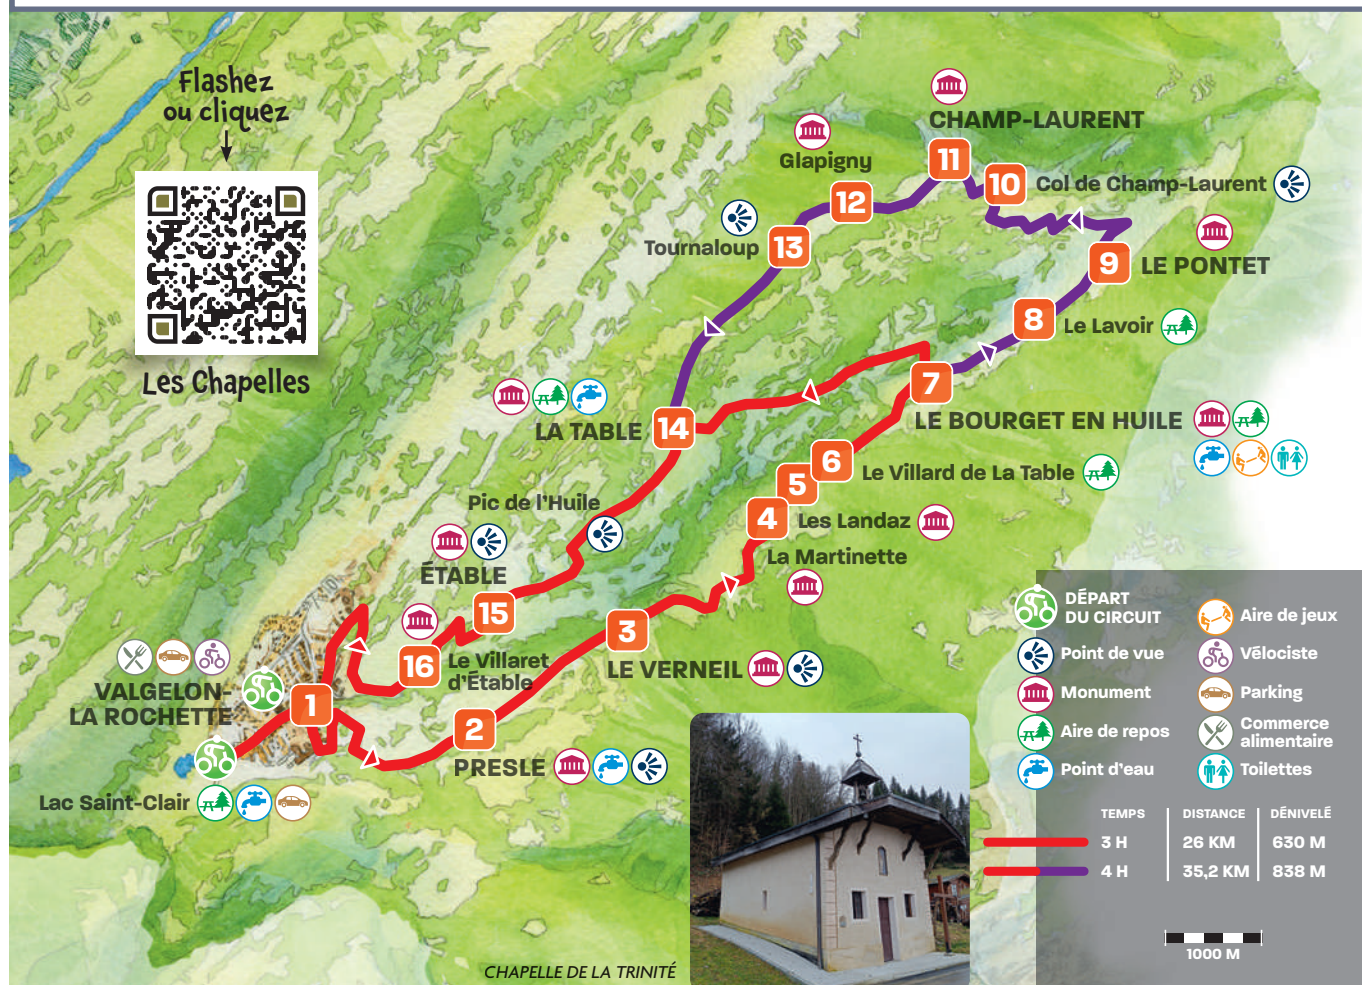 Flashez
ou cliquez
Les Chapelles
CHAMP-LAURENT
Glapigny
11
10
Col de Champ-Laurent
12
Tournaloup
13
9
LE PONTET
8
Le Lavoir
7
LE BOURGET EN HUILE
LA TABLE
14
6
Le Villard de La Table
5
Pic de l'Huile
4
Les Landaz
La Martinette
ÉTABLE
15
3
LE VERNEIL
16
Le Villaret
d'Étable
VALGELON-
LA ROCHETTE
1
2
PRESLE
Lac Saint-Clair
CHAPELLE DE LA TRINITÉ
DÉPART
DU CIRCUIT
Point de vue
Monument
Aire de repos
Point d'eau
Aire de jeux
Vélociste
Parking
Commerce
alimentaire
Toilettes
TEMPS DISTANCE DÉNIVELÉ
3 H 26 KM 630 M
4 H 35,2 KM 838 M
1000 M